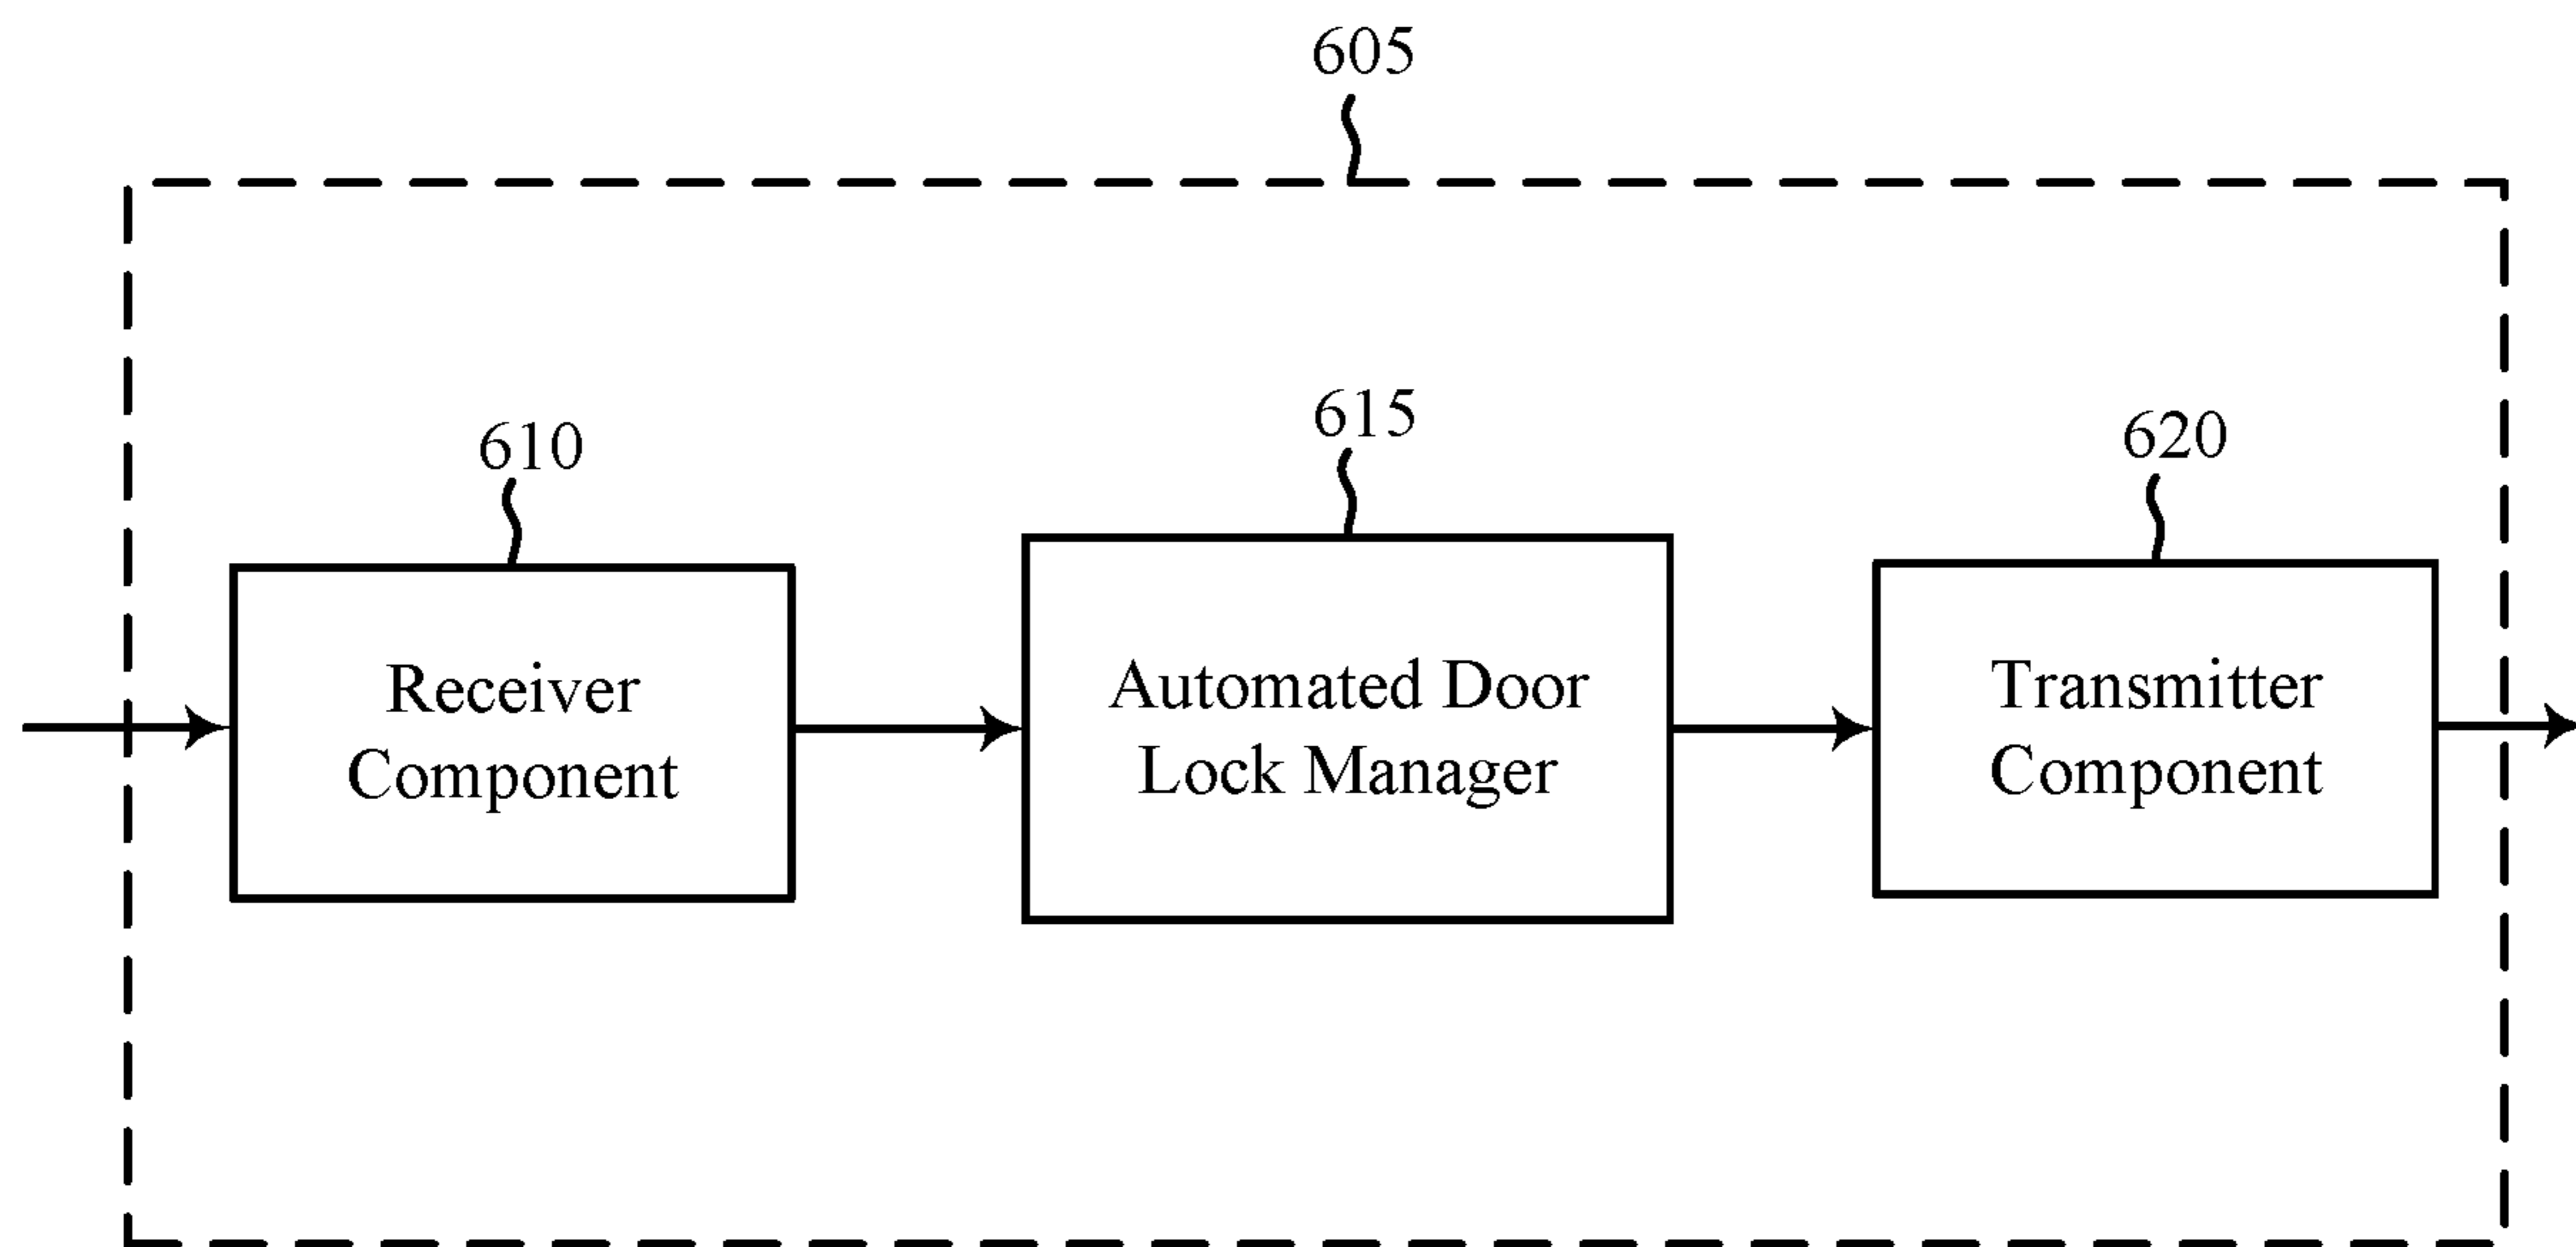 605
610
615
620
Receiver
Component
Automated Door
Lock Manager
Transmitter
Component